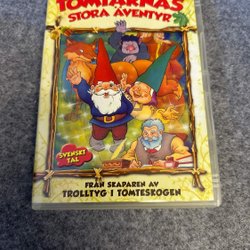 TOMTARNAS
STORA ÄVENTYR
SVENSKT
TAL
FRÅN SKAPAREN AV
TROLLTYG I TOMTESKOGEN